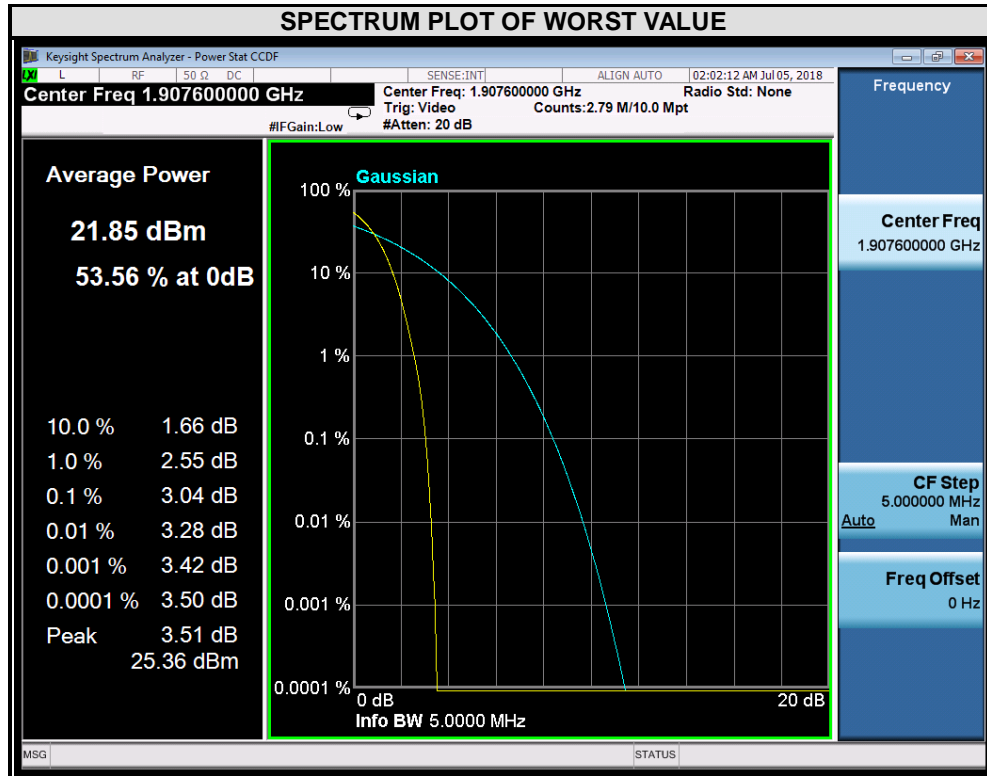 SPECTRUM PLOT OF WORST VALUE
Keysight Spectrum Analyzer - Power Stat CCDF
LXI L RF 50 Ω DC SENSE:INT ALIGN AUTO 02:02:12 AM Jul 05, 2018
Center Freq 1.907600000 GHz
Center Freq: 1.907600000 GHz Radio Std: None
Trig: Video Counts:2.79 M/10.0 Mpt
#IFGain:Low #Atten: 20 dB
Frequency
Average Power
21.85 dBm
53.56 % at 0dB
10.0 % 1.66 dB
1.0 % 2.55 dB
0.1 % 3.04 dB
0.01 % 3.28 dB
0.001 % 3.42 dB
0.0001 % 3.50 dB
Peak 3.51 dB
25.36 dBm
Gaussian
100 %
10 %
1 %
0.1 %
0.01 %
0.001 %
0.0001 %
0 dB 20 dB
Info BW 5.0000 MHz
Center Freq
1.907600000 GHz
CF Step
5.000000 MHz
Auto Man
Freq Offset
0 Hz
MSG STATUS